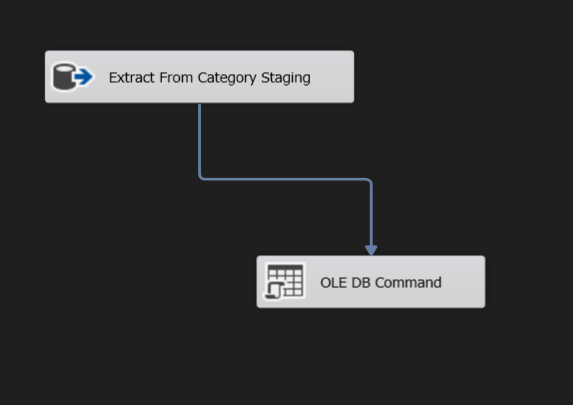 Extract From Category Staging
OLE DB Command